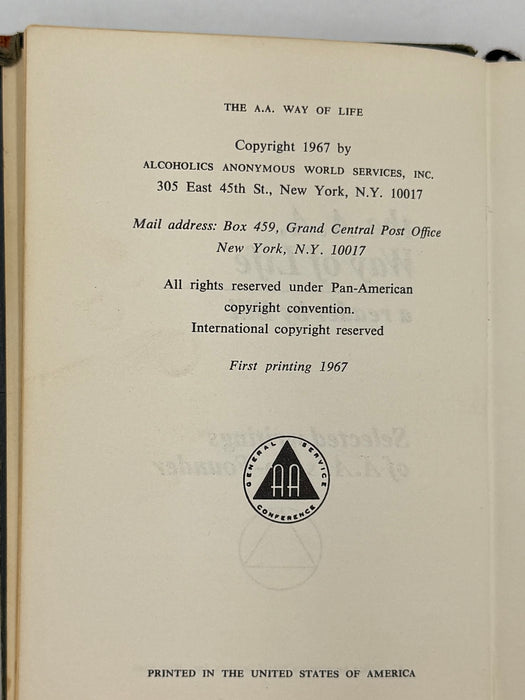 THE A.A. WAY OF LIFE
Copyright 1967 by
ALCOHOLICS ANONYMOUS WORLD SERVICES, INC.
305 East 45th St., New York, N.Y. 10017
Mail address: Box 459, Grand Central Post Office
New York, N.Y. 10017
All rights reserved under Pan-American
copyright convention.
International copyright reserved
First printing 1967
GENERAL SERVICE
AA
CONFERENCE
PRINTED IN THE UNITED STATES OF AMERICA